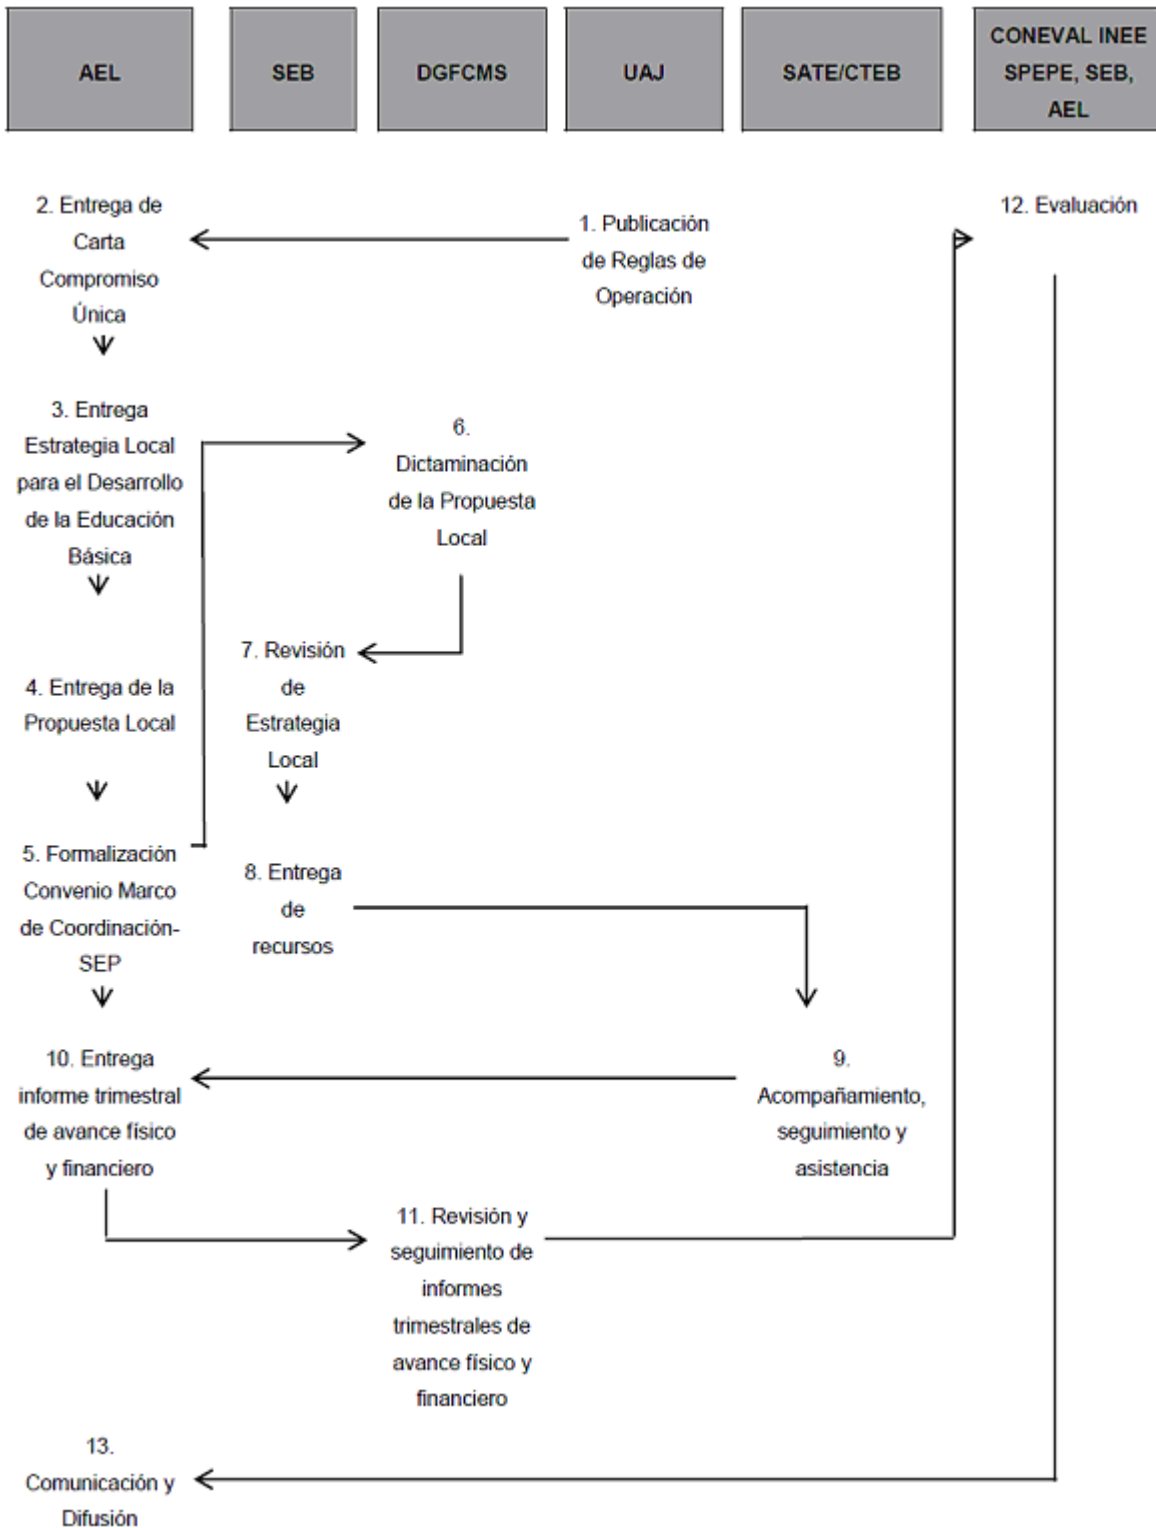 AEL
SEB
DGFCMS
UAJ
SATE/CTEB
CONEVAL INEE
SPEPE, SEB,
AEL
2. Entrega de
Carta
Compromiso
Única
1. Publicación
de Reglas de
Operación
12. Evaluación
3. Entrega
Estrategia Local
para el Desarrollo
de la Educación
Básica
6.
Dictaminación
de la Propuesta
Local
4. Entrega de la
Propuesta Local
7. Revisión
de
Estrategia
Local
5. Formalización
Convenio Marco
de Coordinación-
SEP
8. Entrega
de
recursos
10. Entrega
informe trimestral
de avance físico
y financiero
9.
Acompañamiento,
seguimiento y
asistencia
11. Revisión y
seguimiento de
informes
trimestrales de
avance físico y
financiero
13.
Comunicación y
Difusión